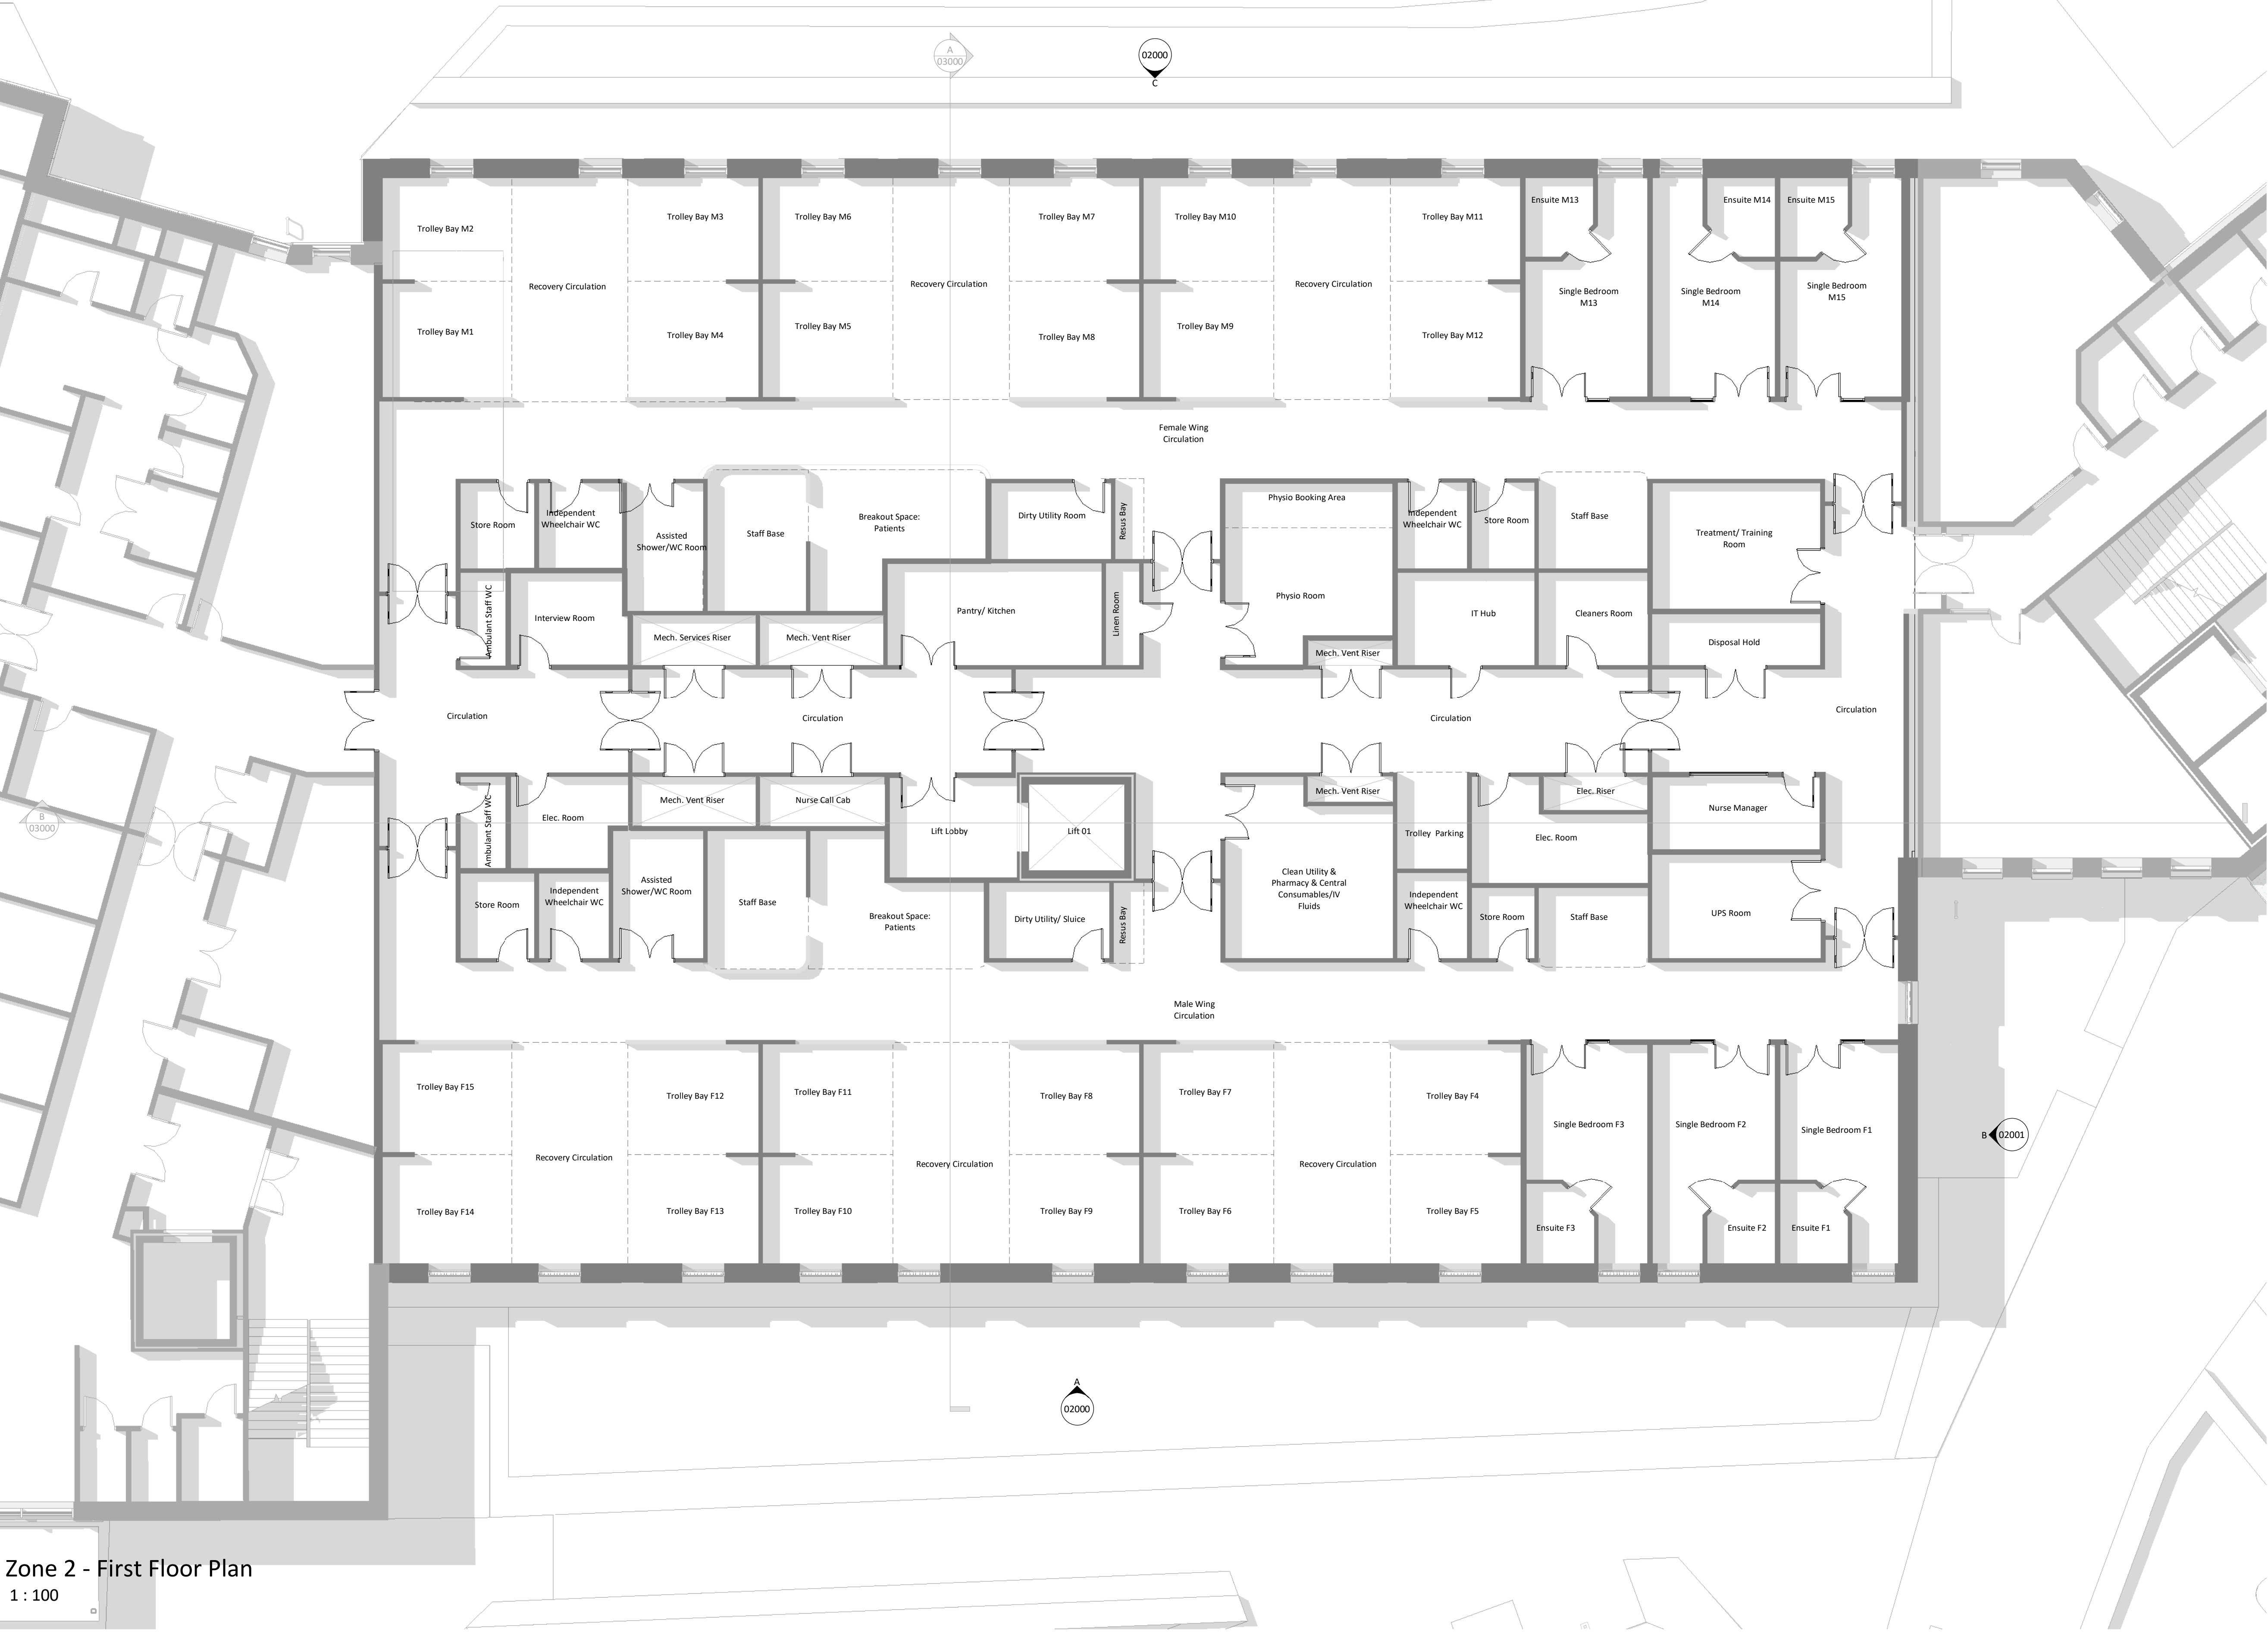 A
03000
02000
C
Trolley Bay M2
Trolley Bay M3
Trolley Bay M6
Trolley Bay M7
Trolley Bay M10
Trolley Bay M11
Ensuite M13
Ensuite M14
Ensuite M15
Recovery Circulation
Recovery Circulation
Recovery Circulation
Single Bedroom
M13
Single Bedroom
M14
Single Bedroom
M15
Trolley Bay M1
Trolley Bay M4
Trolley Bay M5
Trolley Bay M8
Trolley Bay M9
Trolley Bay M12
Female Wing
Circulation
Store Room
Independent
Wheelchair WC
Assisted
Shower/WC Room
Staff Base
Breakout Space:
Patients
Dirty Utility Room
Resus Bay
Physio Booking Area
Independent
Wheelchair WC
Store Room
Staff Base
Treatment/ Training
Room
Ambulant Staff WC
Interview Room
Mech. Services Riser
Mech. Vent Riser
Pantry/ Kitchen
Linen Room
Physio Room
Mech. Vent Riser
IT Hub
Cleaners Room
Disposal Hold
Circulation
Circulation
Circulation
Circulation
B
03000
Ambulant Staff WC
Elec. Room
Mech. Vent Riser
Nurse Call Cab
Lift Lobby
Lift 01
Mech. Vent Riser
Trolley Parking
Elec. Riser
Elec. Room
Nurse Manager
Store Room
Independent
Wheelchair WC
Assisted
Shower/WC Room
Staff Base
Breakout Space:
Patients
Dirty Utility/ Sluice
Resus Bay
Clean Utility &
Pharmacy & Central
Consumables/IV
Fluids
Independent
Wheelchair WC
Store Room
Staff Base
UPS Room
Male Wing
Circulation
Trolley Bay F15
Trolley Bay F12
Trolley Bay F11
Trolley Bay F8
Trolley Bay F7
Trolley Bay F4
Single Bedroom F3
Single Bedroom F2
Single Bedroom F1
B
02001
Recovery Circulation
Recovery Circulation
Recovery Circulation
Trolley Bay F14
Trolley Bay F13
Trolley Bay F10
Trolley Bay F9
Trolley Bay F6
Trolley Bay F5
Ensuite F3
Ensuite F2
Ensuite F1
A
02000
Zone 2 - First Floor Plan
1 : 100